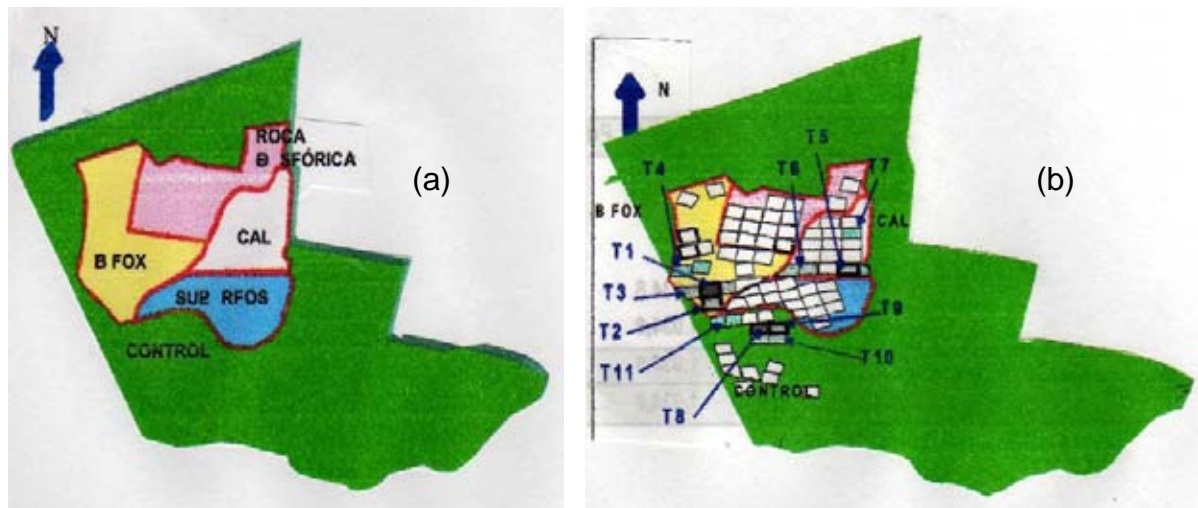 N
ROCA
SFÓRICA
(a)
CAL
B FOX
SUP RFOS
CONTROL
N
T5
(b)
T4
T6
T7
B FOX
CAL
T1
T3
T9
T2
T11
T10
CONTROL
T8